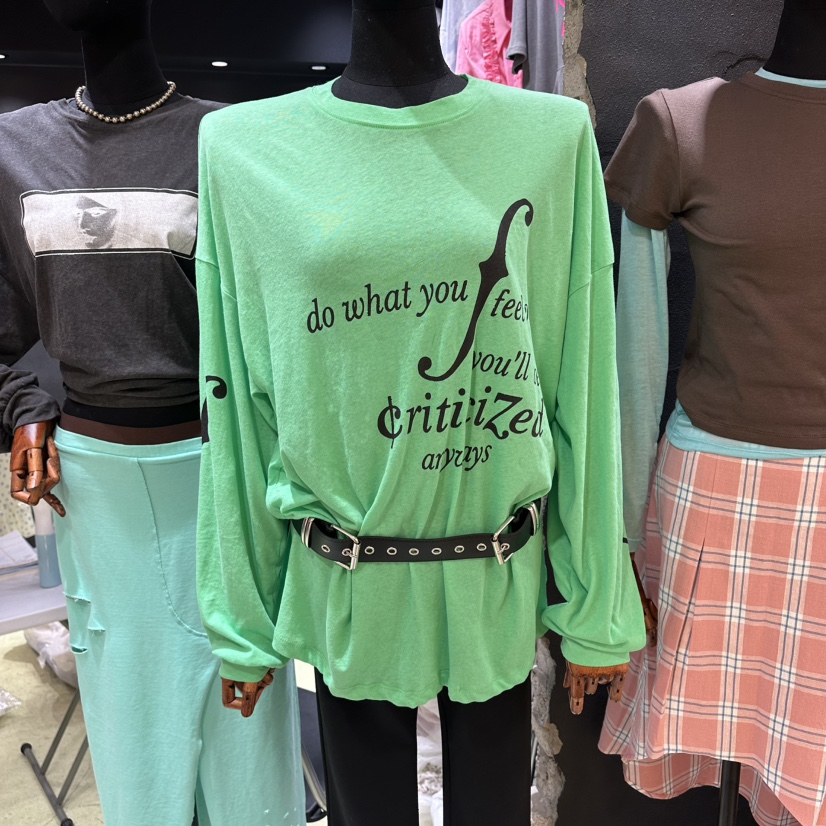 do what you
feel
you'll
criticized
anyways